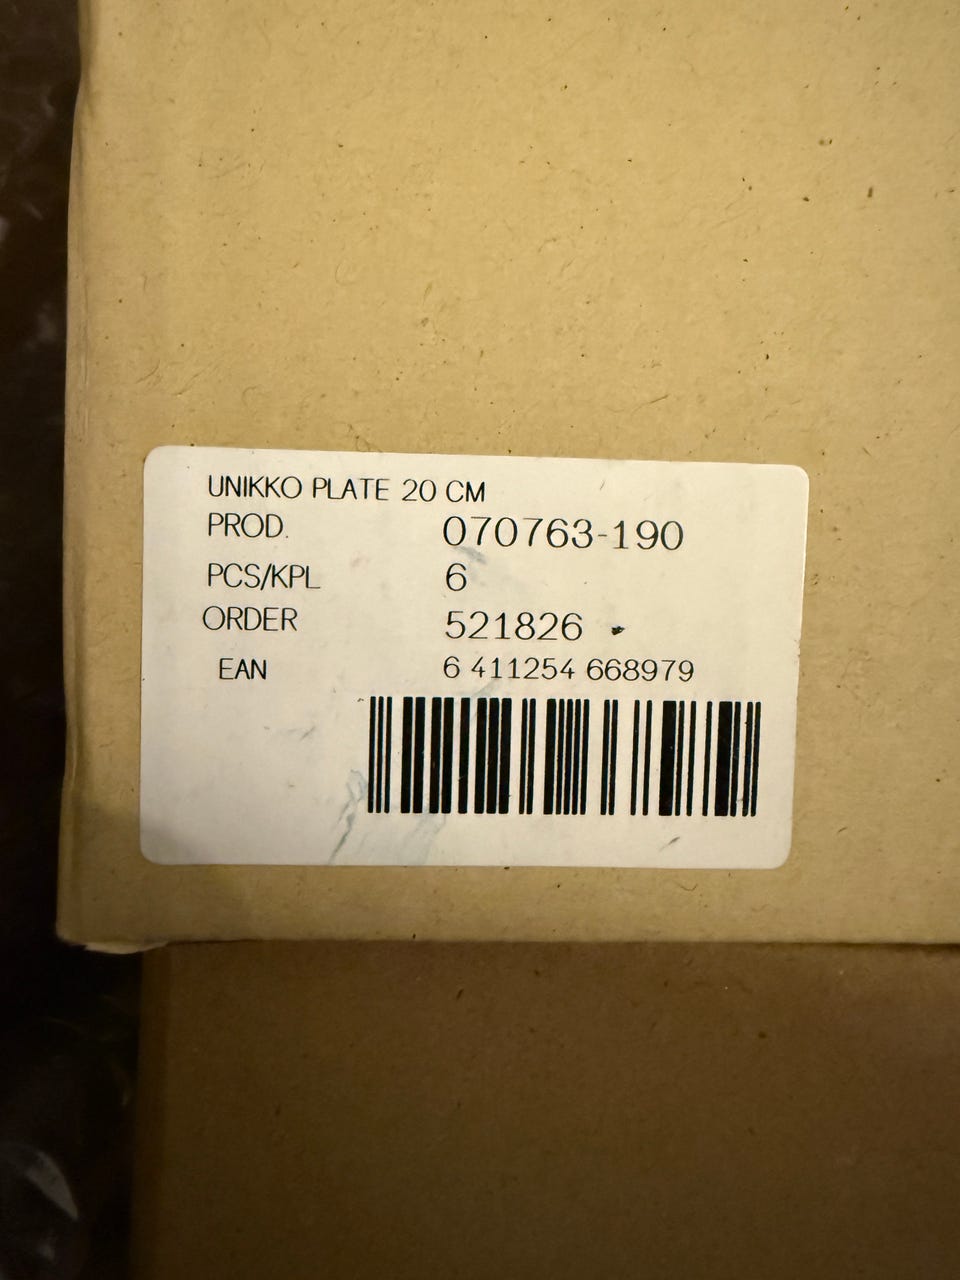 UNIKKO PLATE 20 CM
PROD. 070763-190
PCS/KPL 6
ORDER 521826
EAN 6 411254 668979